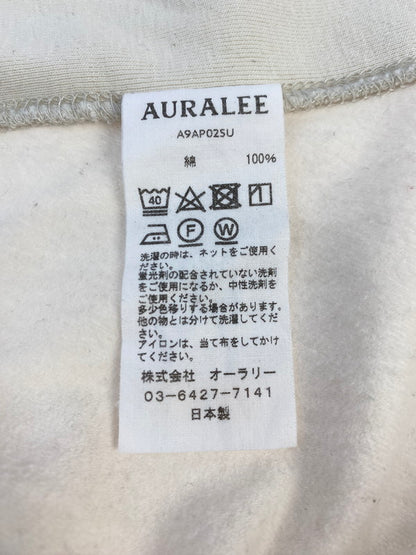 AURALEE
A9AP02SU
綿 100%
40
F W
洗濯の時は、ネットをご使用く
ださい。
蛍光剤の配合されていない洗剤
をご使用になるか、中性洗剤を
ご使用ください。
多少色移りする場合があります。
他の物とは分けて洗濯してくだ
さい。
アイロンは、当て布をしてかけ
てください。
株式会社 オーラリー
03-6427-7141
日本製